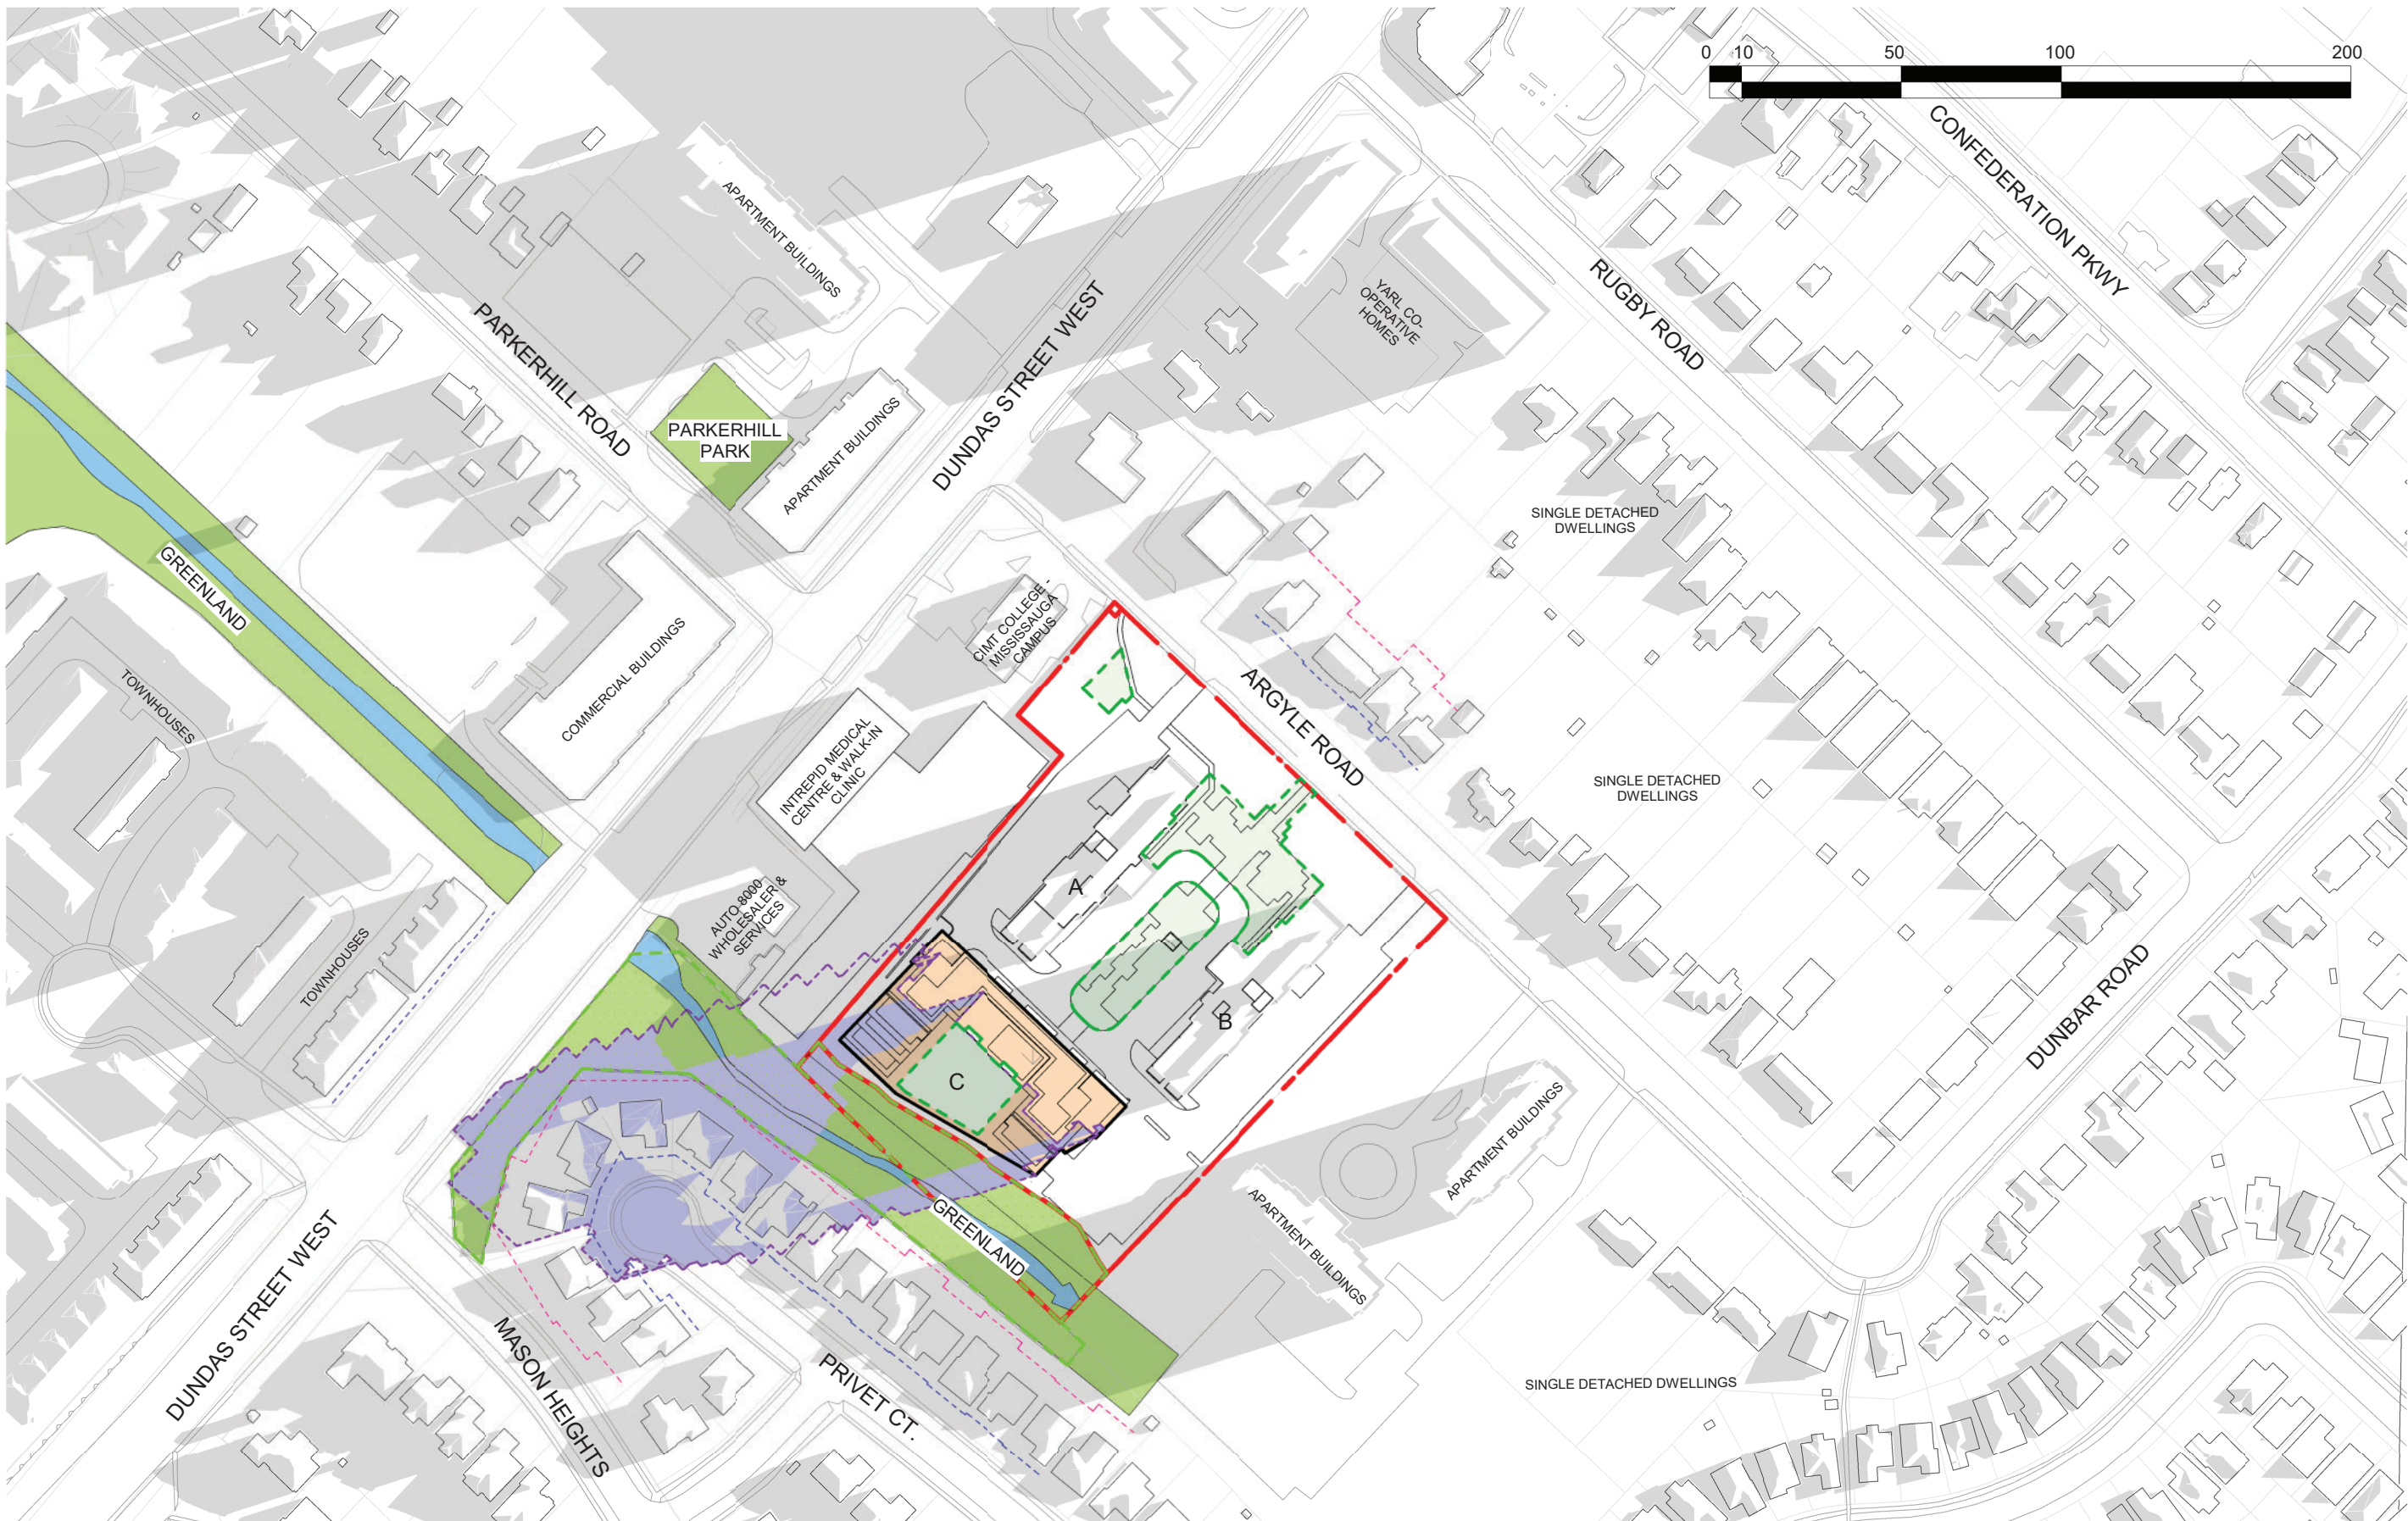 0 10 50 100 200
CONFEDERATION PKWY
APARTMENT BUILDINGS
YARL CO-
OPERATIVE
HOMES
RUGBY ROAD
PARKERHILL ROAD
DUNDAS STREET WEST
PARKERHILL
PARK
APARTMENT BUILDINGS
SINGLE DETACHED
DWELLINGS
GREENLAND
CIMT COLLEGE -
MISSISSAUGA
CAMPUS
COMMERCIAL BUILDINGS
TOWNHOUSES
ARGYLE ROAD
INTREPID MEDICAL
CENTRE & WALK-IN
CLINIC
SINGLE DETACHED
DWELLINGS
A
AUTO-8000
WHOLESALER &
SERVICES
TOWNHOUSES
B
DUNBAR ROAD
C
APARTMENT BUILDINGS
GREENLAND
APARTMENT BUILDINGS
DUNDAS STREET WEST
MASON HEIGHTS
PRIVET CT.
SINGLE DETACHED DWELLINGS